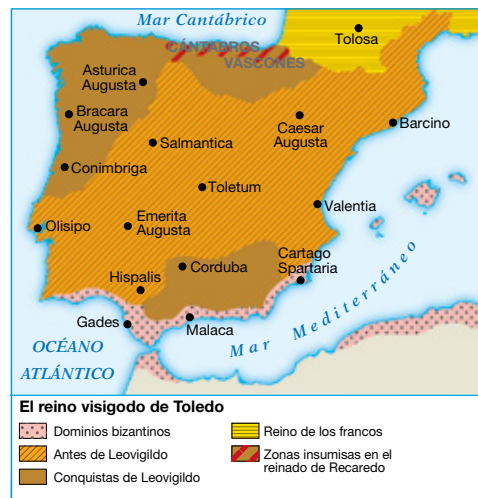 Mar Cantábrico
Tolosa
CÁNTABROS
VASCONES
Asturica
Augusta
Bracara
Augusta
Caesar
Augusta
Barcino
Salmantica
Conimbriga
Toletum
Valentia
Olisipo
Emerita
Augusta
Cartago
Spartaria
Corduba
Hispalis
Gades
Malaca
Mar Mediterráneo
OCÉANO
ATLÁNTICO
El reino visigodo de Toledo
Dominios bizantinos
Reino de los francos
Antes de Leovigildo
Zonas insumisas en el
reinado de Recaredo
Conquistas de Leovigildo